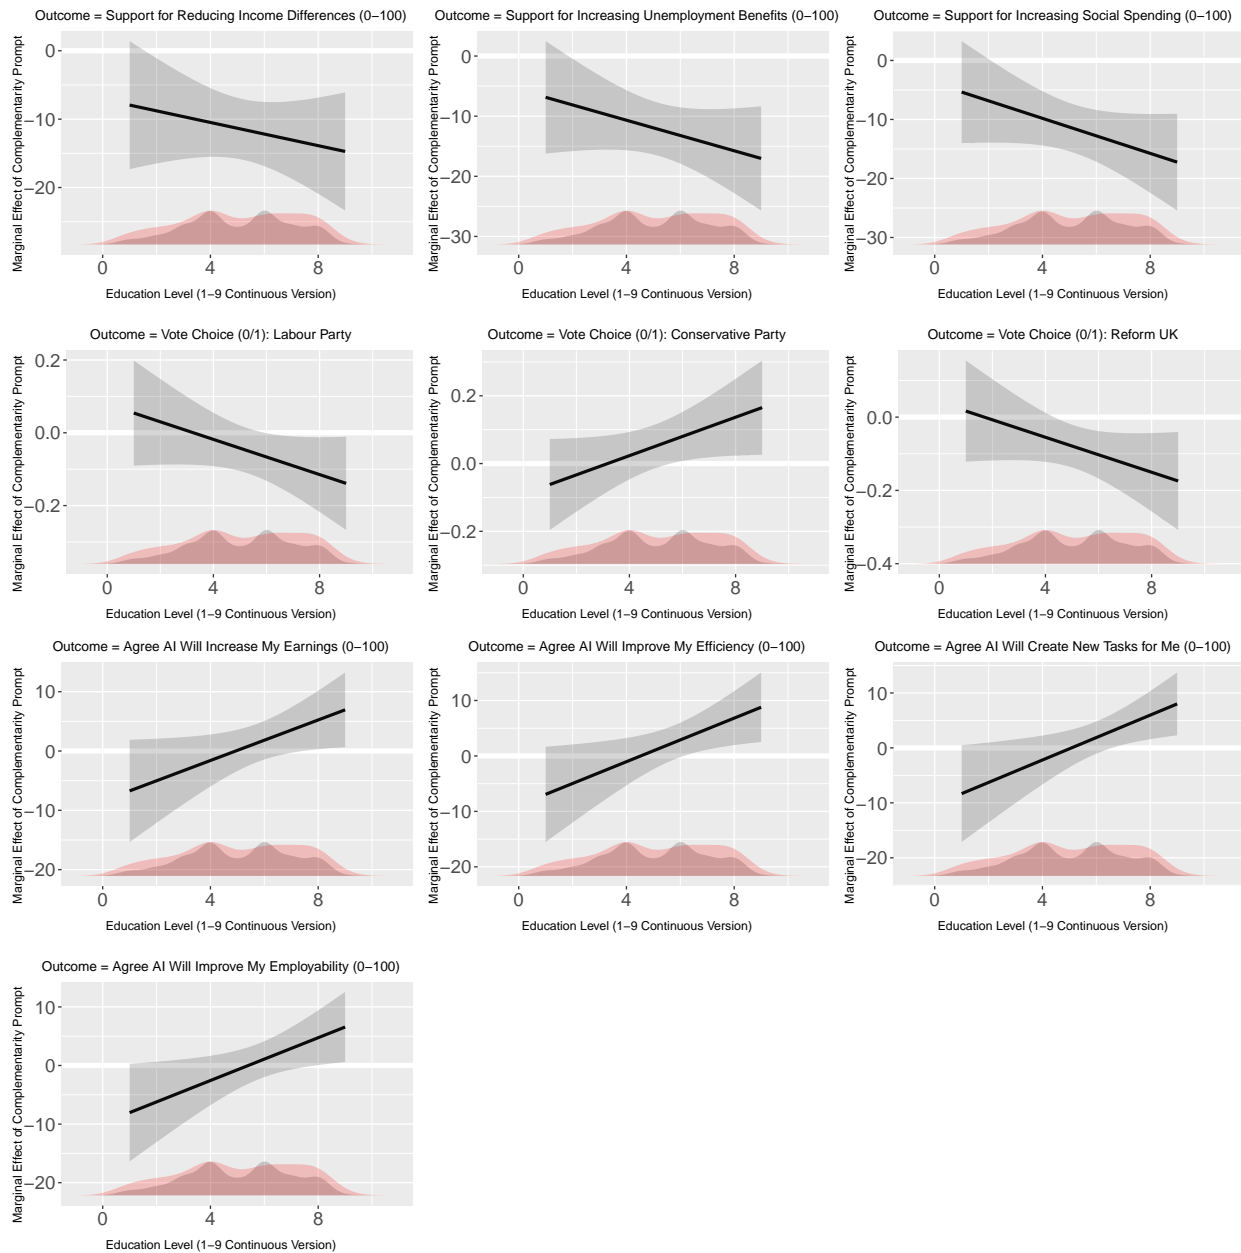 Outcome = Support for Reducing Income Differences (0–100)
Marginal Effect of Complementarity Prompt
0
−10
−20
0 4 8
Education Level (1–9 Continuous Version)
Outcome = Support for Increasing Unemployment Benefits (0–100)
Marginal Effect of Complementarity Prompt
0
−10
−20
−30
0 4 8
Education Level (1–9 Continuous Version)
Outcome = Support for Increasing Social Spending (0–100)
Marginal Effect of Complementarity Prompt
0
−10
−20
−30
0 4 8
Education Level (1–9 Continuous Version)
Outcome = Vote Choice (0/1): Labour Party
Marginal Effect of Complementarity Prompt
0.2
0.0
−0.2
0 4 8
Education Level (1–9 Continuous Version)
Outcome = Vote Choice (0/1): Conservative Party
Marginal Effect of Complementarity Prompt
0.2
0.0
−0.2
0 4 8
Education Level (1–9 Continuous Version)
Outcome = Vote Choice (0/1): Reform UK
Marginal Effect of Complementarity Prompt
0.0
−0.2
−0.4
0 4 8
Education Level (1–9 Continuous Version)
Outcome = Agree AI Will Increase My Earnings (0–100)
Marginal Effect of Complementarity Prompt
10
0
−10
−20
0 4 8
Education Level (1–9 Continuous Version)
Outcome = Agree AI Will Improve My Efficiency (0–100)
Marginal Effect of Complementarity Prompt
10
0
−10
−20
0 4 8
Education Level (1–9 Continuous Version)
Outcome = Agree AI Will Create New Tasks for Me (0–100)
Marginal Effect of Complementarity Prompt
10
0
−10
−20
0 4 8
Education Level (1–9 Continuous Version)
Outcome = Agree AI Will Improve My Employability (0–100)
Marginal Effect of Complementarity Prompt
10
0
−10
−20
0 4 8
Education Level (1–9 Continuous Version)